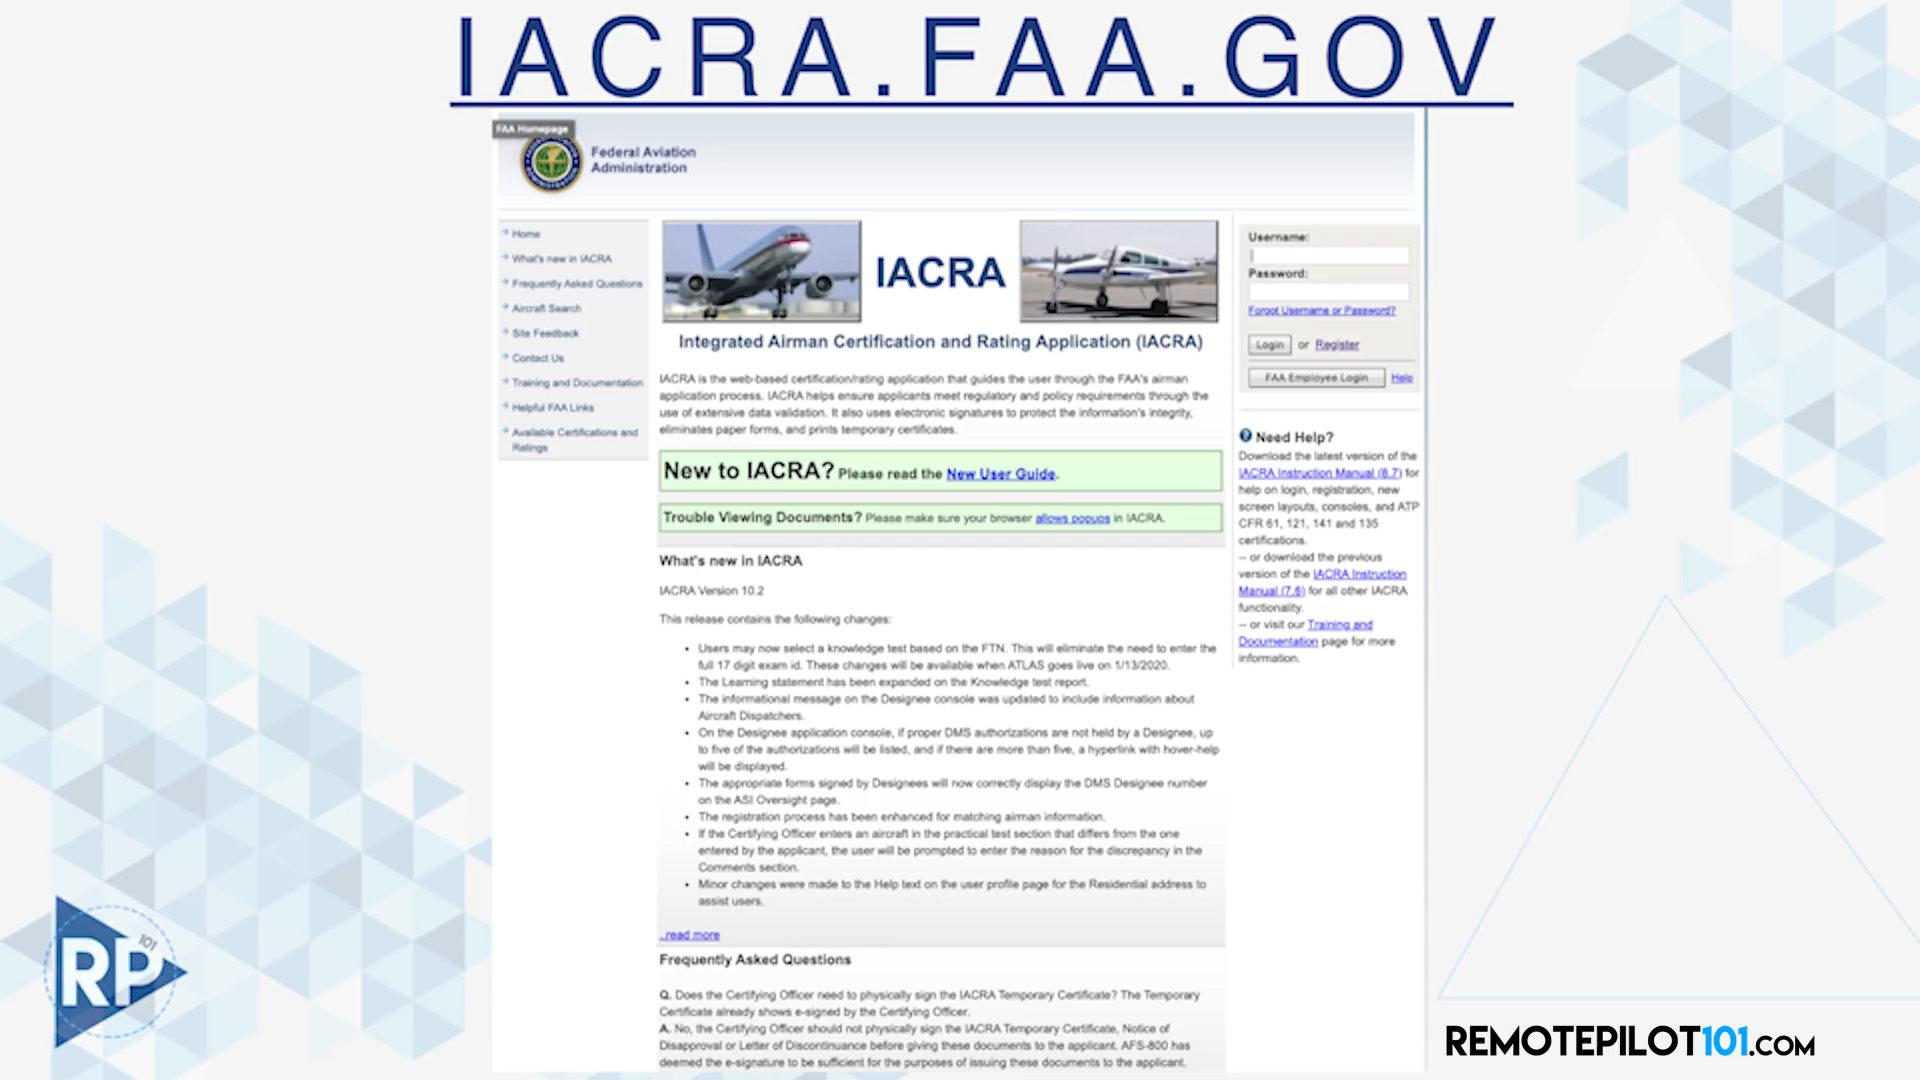 IACRA.FAA.GOV
FAA Homepage
Federal Aviation
Administration
Home
What's new in IACRA
Frequently Asked Questions
Aircraft Search
Site Feedback
Contact Us
Training and Documentation
Helpful FAA Links
Available Certifications and
Ratings
IACRA
Integrated Airman Certification and Rating Application (IACRA)
IACRA is the web-based certification/rating application that guides the user through the FAA's airman
application process. IACRA helps ensure applicants meet regulatory and policy requirements through the
use of extensive data validation. It also uses electronic signatures to protect the information's integrity,
eliminates paper forms, and prints temporary certificates.
New to IACRA? Please read the New User Guide.
Trouble Viewing Documents? Please make sure your browser allows popups in IACRA.
What's new in IACRA
IACRA Version 10.2
This release contains the following changes:
• Users may now select a knowledge test based on the FTN. This will eliminate the need to enter the
full 17 digit exam id. These changes will be available when ATLAS goes live on 1/13/2020.
• The Learning statement has been expanded on the Knowledge test report.
• The informational message on the Designee console was updated to include information about
Aircraft Dispatchers.
• On the Designee application console, if proper DMS authorizations are not held by a Designee, up
to five of the authorizations will be listed, and if there are more than five, a hyperlink with hover-help
will be displayed.
• The appropriate forms signed by Designees will now correctly display the DMS Designee number
on the ASI Oversight page.
• The registration process has been enhanced for matching airman information.
• If the Certifying Officer enters an aircraft in the practical test section that differs from the one
entered by the applicant, the user will be prompted to enter the reason for the discrepancy in the
Comments section.
• Minor changes were made to the Help text on the user profile page for the Residential address to
assist users.
..read more
Frequently Asked Questions
Q. Does the Certifying Officer need to physically sign the IACRA Temporary Certificate? The Temporary
Certificate already shows e-signed by the Certifying Officer.
A. No, the Certifying Officer should not physically sign the IACRA Temporary Certificate, Notice of
Disapproval or Letter of Discontinuance before giving these documents to the applicant. AFS-800 has
deemed the e-signature to be sufficient for the purposes of issuing these documents to the applicant.
Username:
Password:
Forgot Username or Password?
Login or Register
FAA Employee Login Help
Need Help?
Download the latest version of the
IACRA Instruction Manual (8.7) for
help on login, registration, new
screen layouts, consoles, and ATP
CFR 61, 121, 141 and 135
certifications.
-- or download the previous
version of the IACRA Instruction
Manual (7.6) for all other IACRA
functionality.
-- or visit our Training and
Documentation page for more
information.
RP 101
REMOTEPILOT101.COM